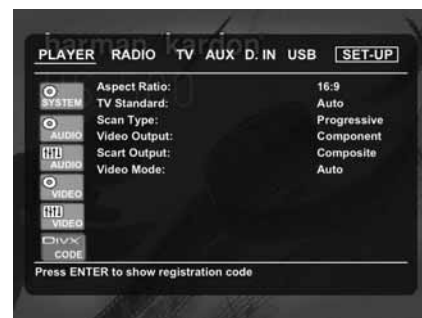 harman kardon
PLAYER RADIO TV AUX D. IN USB SET-UP
SYSTEM
AUDIO
AUDIO
VIDEO
VIDEO
DIVX
CODE
Aspect Ratio: 16:9
TV Standard: Auto
Scan Type: Progressive
Video Output: Component
Scart Output: Composite
Video Mode: Auto
Press ENTER to show registration code